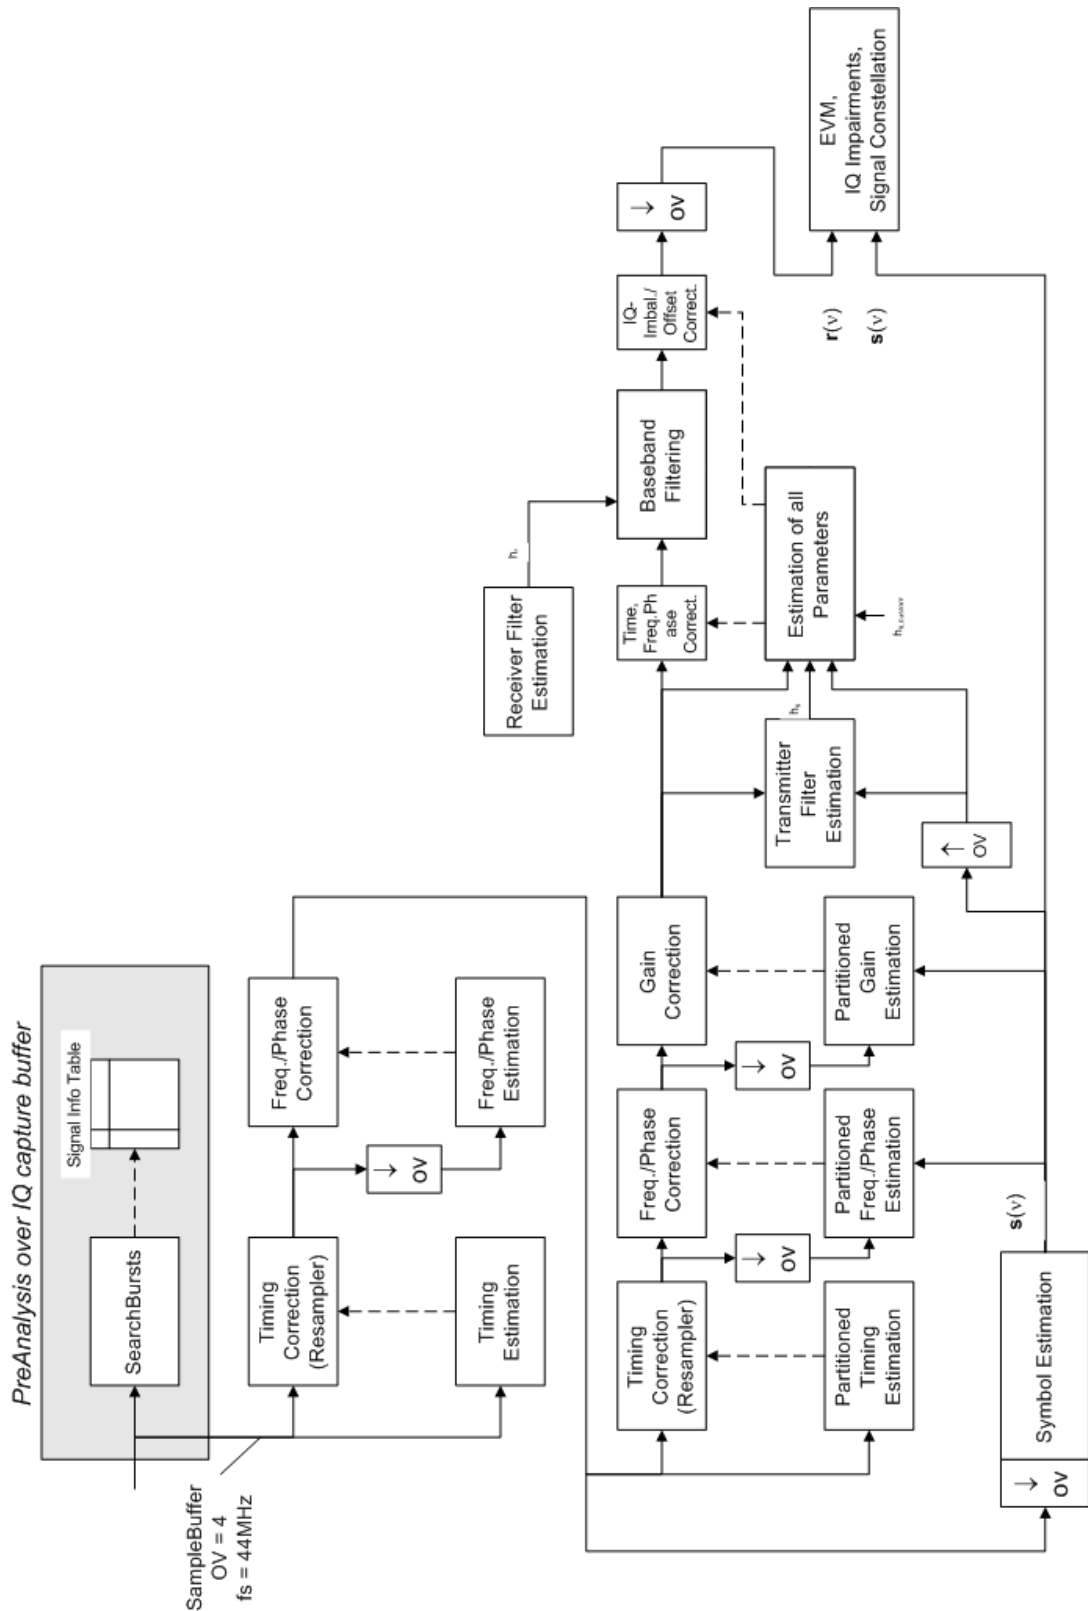 PreAnalysis over IQ capture buffer
SearchBursts
Signal Info Table
SampleBuffer
OV = 4
fs = 44MHz
Timing
Correction
(Resampler)
Freq./Phase
Correction
↓
OV
Timing
Estimation
Freq./Phase
Estimation
Receiver Filter
Estimation
Timing
Correction
(Resampler)
Freq./Phase
Correction
Gain
Correction
Time,
Freq.Ph
ase
Correct.
Baseband
Filtering
IQ-
Imbal./
Offset
Correct.
↓
OV
↓
OV
↓
OV
Partitioned
Timing
Estimation
Partitioned
Freq./Phase
Estimation
Partitioned
Gain
Estimation
Transmitter
Filter
Estimation
h_s
Estimation of all
Parameters
r(ν)
s(ν)
EVM,
IQ Impairments,
Signal Constellation
↑
OV
↓
OV
Symbol Estimation
s(ν)